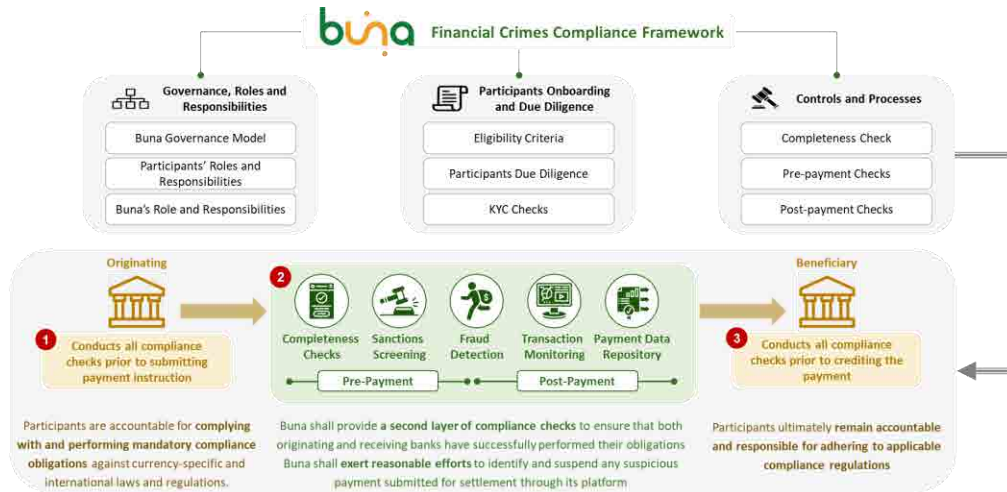 buna Financial Crimes Compliance Framework
Governance, Roles and
Responsibilities
Buna Governance Model
Participants' Roles and
Responsibilities
Buna's Role and Responsibilities
Participants Onboarding
and Due Diligence
Eligibility Criteria
Participants Due Diligence
KYC Checks
Controls and Processes
Completeness Check
Pre-payment Checks
Post-payment Checks
Originating
1
Conducts all compliance
checks prior to submitting
payment instruction
Participants are accountable for complying
with and performing mandatory compliance
obligations against currency-specific and
international laws and regulations.
2
Completeness
Checks
Sanctions
Screening
Fraud
Detection
Transaction
Monitoring
Payment Data
Repository
Pre-Payment
Post-Payment
Buna shall provide a second layer of compliance checks to ensure that both
originating and receiving banks have successfully performed their obligations
Buna shall exert reasonable efforts to identify and suspend any suspicious
payment submitted for settlement through its platform
Beneficiary
3
Conducts all compliance
checks prior to crediting the
payment
Participants ultimately remain accountable
and responsible for adhering to applicable
compliance regulations